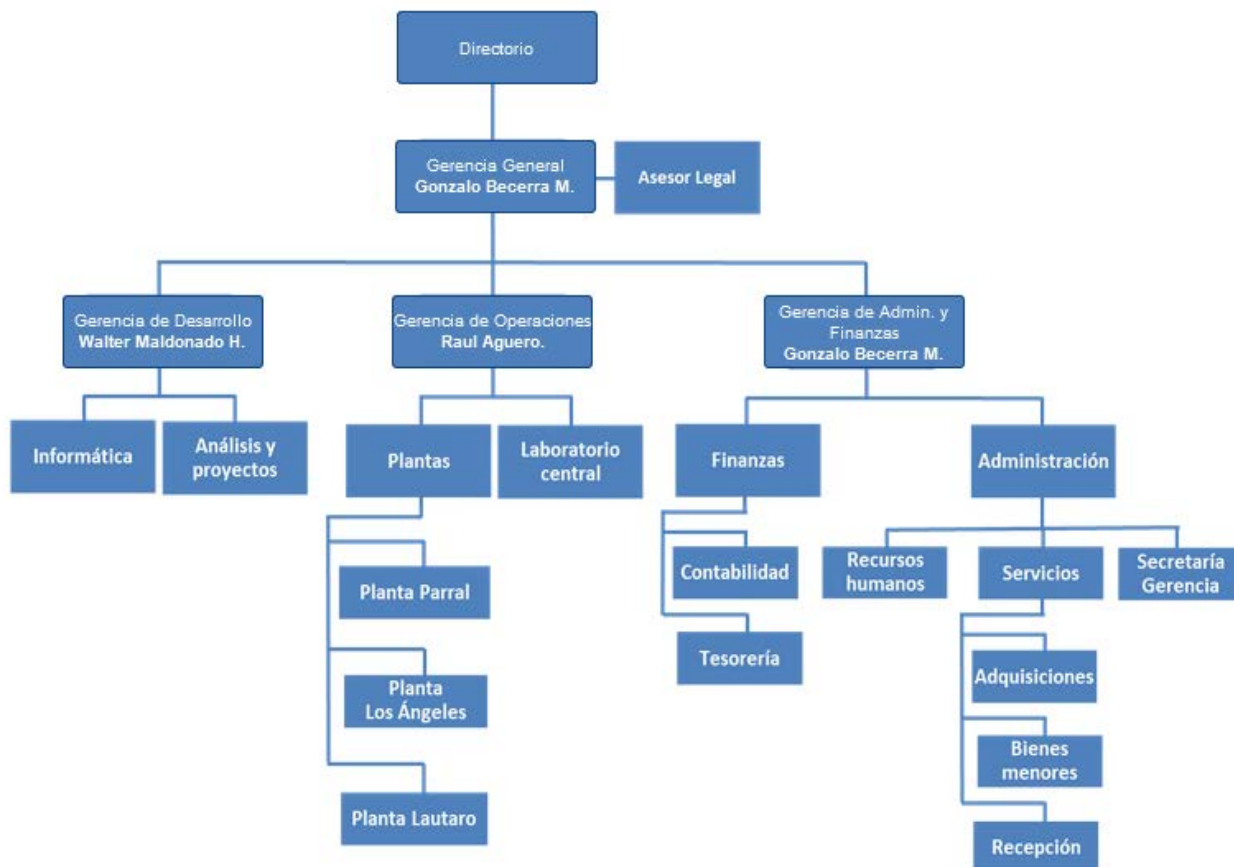 Directorio
Gerencia General
Gonzalo Becerra M.
Asesor Legal
Gerencia de Desarrollo
Walter Maldonado H.
Gerencia de Operaciones
Raul Aguero.
Gerencia de Admin. y
Finanzas
Gonzalo Becerra M.
Informática
Análisis y
proyectos
Plantas
Laboratorio
central
Finanzas
Administración
Planta Parral
Planta
Los Ángeles
Planta Lautaro
Contabilidad
Tesorería
Recursos
humanos
Servicios
Secretaría
Gerencia
Adquisiciones
Bienes
menores
Recepción